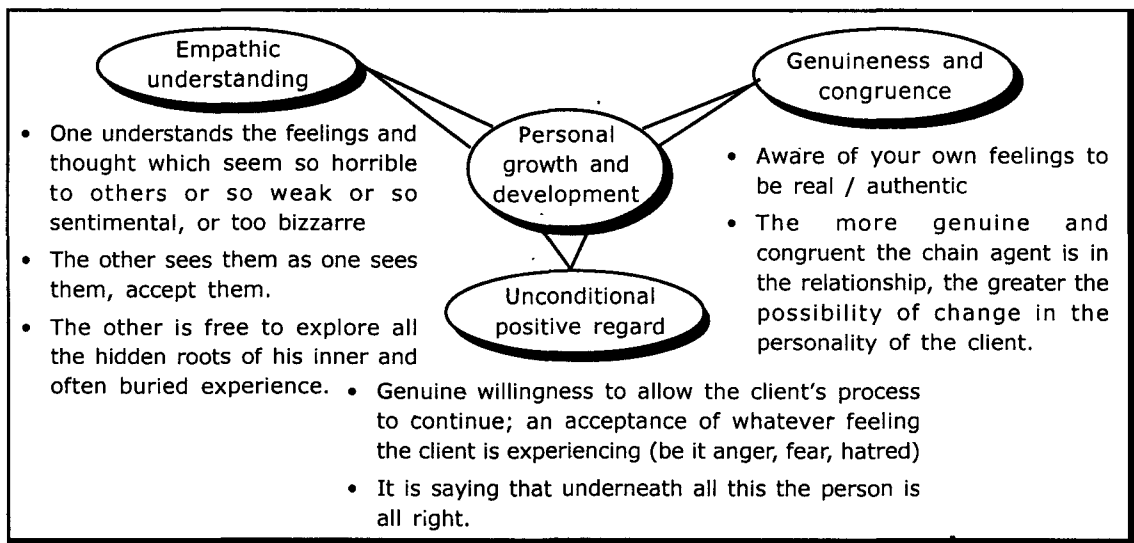 Empathic
understanding
• One understands the feelings and
thought which seem so horrible
to others or so weak or so
sentimental, or too bizzarre
• The other sees them as one sees
them, accept them.
• The other is free to explore all
the hidden roots of his inner and
often buried experience.
Personal
growth and
development
Genuineness and
congruence
• Aware of your own feelings to
be real / authentic
• The more genuine and
congruent the chain agent is in
the relationship, the greater the
possibility of change in the
personality of the client.
Unconditional
positive regard
• Genuine willingness to allow the client's process
to continue; an acceptance of whatever feeling
the client is experiencing (be it anger, fear, hatred)
• It is saying that underneath all this the person is
all right.